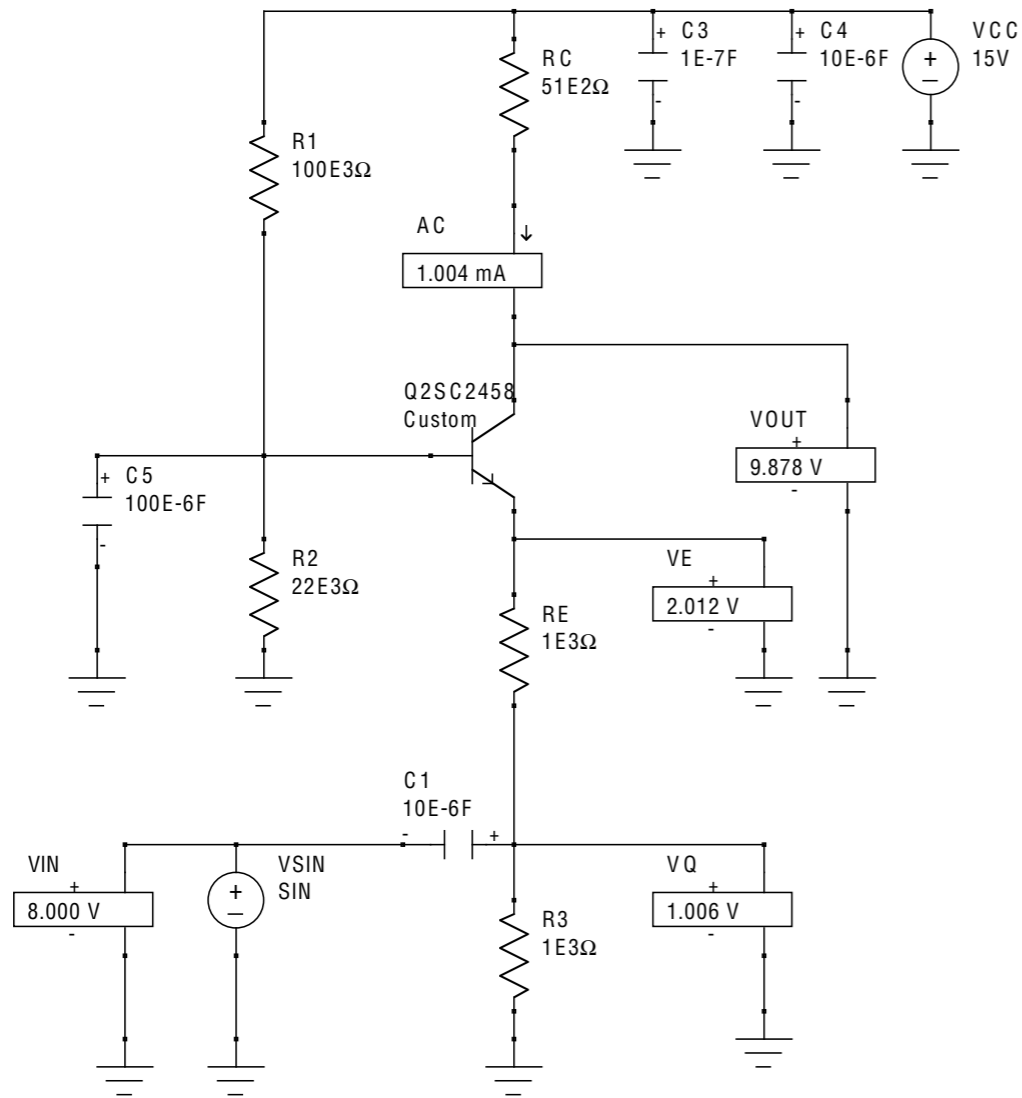 C3
1E-7F
C4
10E-6F
VCC
15V
RC
51E2Ω
R1
100E3Ω
AC
1.004 mA
Q2SC2458
Custom
VOUT
9.878 V
C5
100E-6F
R2
22E3Ω
VE
2.012 V
RE
1E3Ω
C1
10E-6F
VIN
8.000 V
VSIN
SIN
R3
1E3Ω
VQ
1.006 V